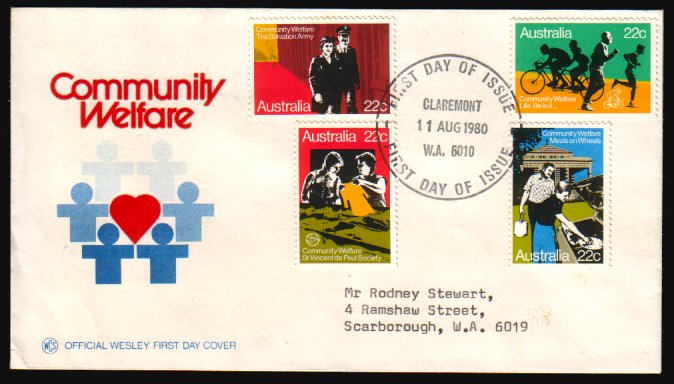 Community
Welfare
WCS OFFICIAL WESLEY FIRST DAY COVER
Community Welfare
The Salvation Army
Australia 22c
Australia 22c
Community Welfare
Life. Be in it...
Australia 22c
Community Welfare
St Vincent de Paul Society
Community Welfare
Meals on Wheels
Australia 22c
FIRST DAY OF ISSUE
CLAREMONT
11 AUG 1980
W.A. 6010
FIRST DAY OF ISSUE
Mr Rodney Stewart,
4 Ramshaw Street,
Scarborough, W.A. 6019